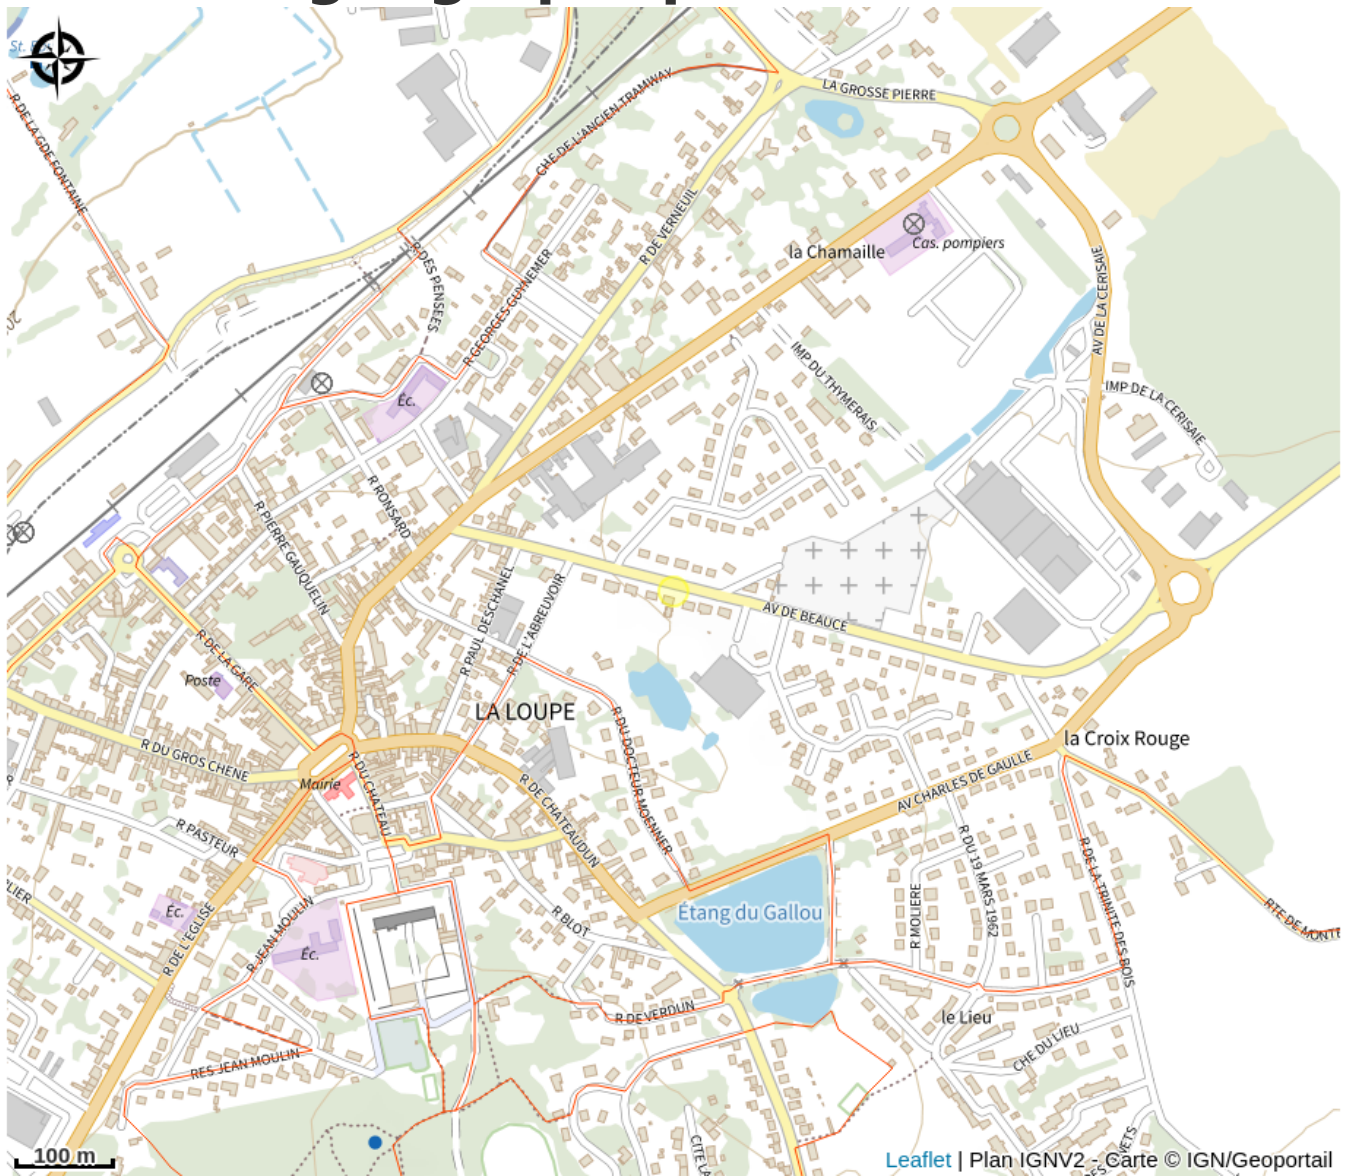 R DE LA GDE FONTAINE
CHE DE L'ANCIEN TRAMWAY
LA GROSSE PIERRE
R DE VERNEUIL
la Chamaille
Cas. pompiers
AV DE LA CERISAIE
R DES PENSEES
R GEORGES GUYNEMER
IMP DU THYMERAIS
IMP DE LA CERISAIE
Éc.
R RONSARD
R PIERRE GAUQUELIN
R PAUL DESCHANEL
R DE L'ABREUVOIR
AV DE BEAUCE
R DE LA GARE
Poste
LA LOUPE
R DU DOCTEUR MOENNER
la Croix Rouge
R DU GROS CHENE
Mairie
R DU CHATEAU
R DE CHATEAUDUN
AV CHARLES DE GAULLE
R PASTEUR
R DU 19 MARS 1962
R DE LA TRINITE DES BOIS
LIER
Éc.
R DE L'EGLISE
R JEAN MOULIN
Éc.
R BLOT
Étang du Gallou
R MOLIERE
RTE DE MONTE
R DE VERDUN
le Lieu
CHE DU LIEU
RES JEAN MOULIN
CITE LA
100 m
Leaflet | Plan IGNV2 - Carte © IGN/Geoportail